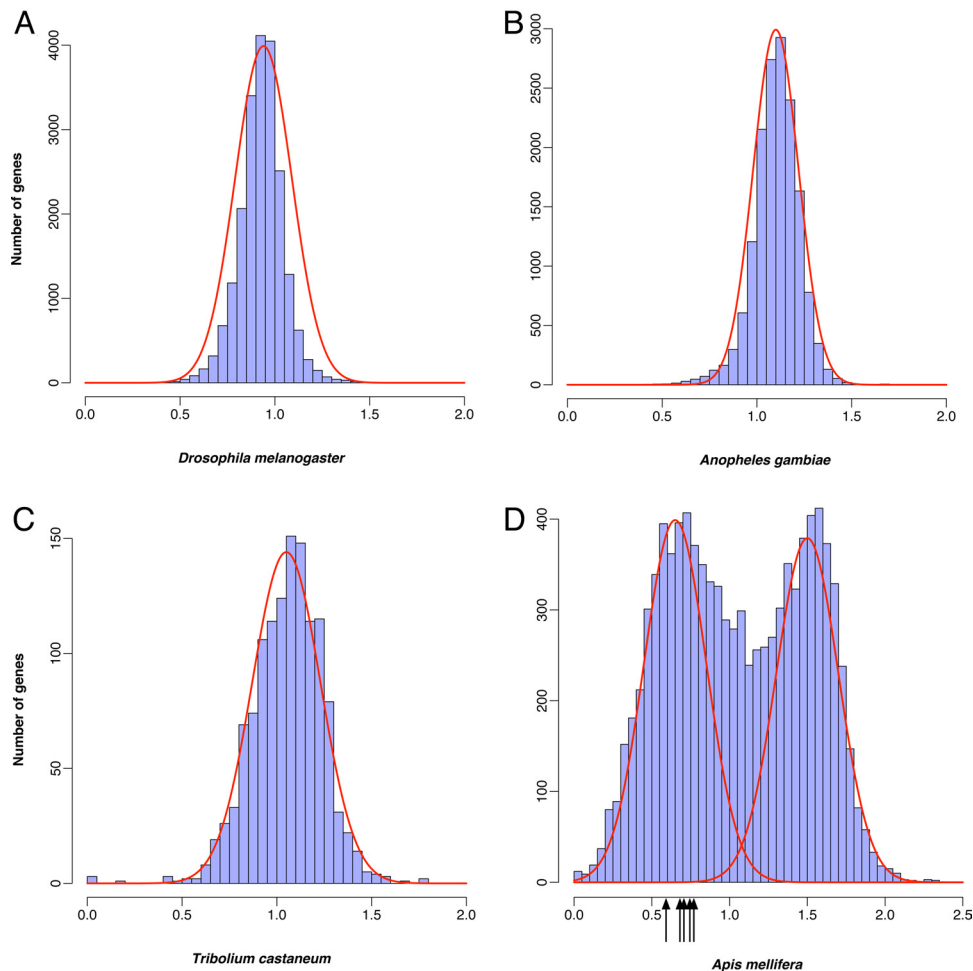 A
Number of genes
4000
3000
2000
1000
0
0.0 0.5 1.0 1.5 2.0
Drosophila melanogaster
B
3000
2500
2000
1500
1000
500
0
0.0 0.5 1.0 1.5 2.0
Anopheles gambiae
C
Number of genes
150
100
50
0
0.0 0.5 1.0 1.5 2.0
Tribolium castaneum
D
400
300
200
100
0
0.0 0.5 1.0 1.5 2.0 2.5
Apis mellifera